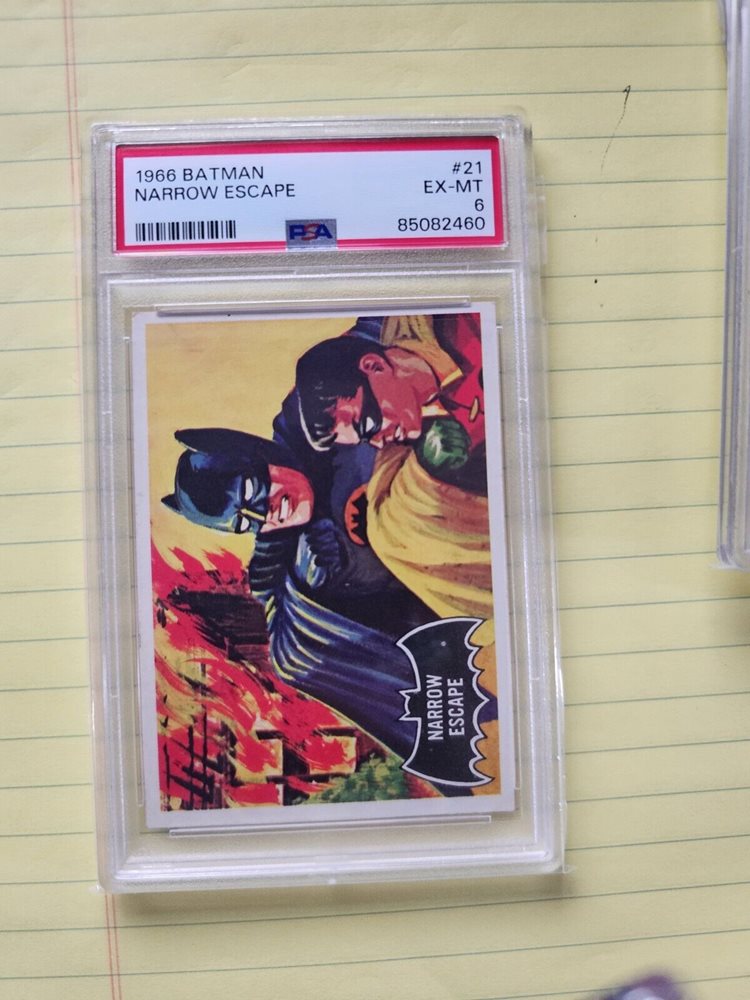 1966 BATMAN #21
NARROW ESCAPE EX-MT
6
PSA 85082460
NARROW
ESCAPE